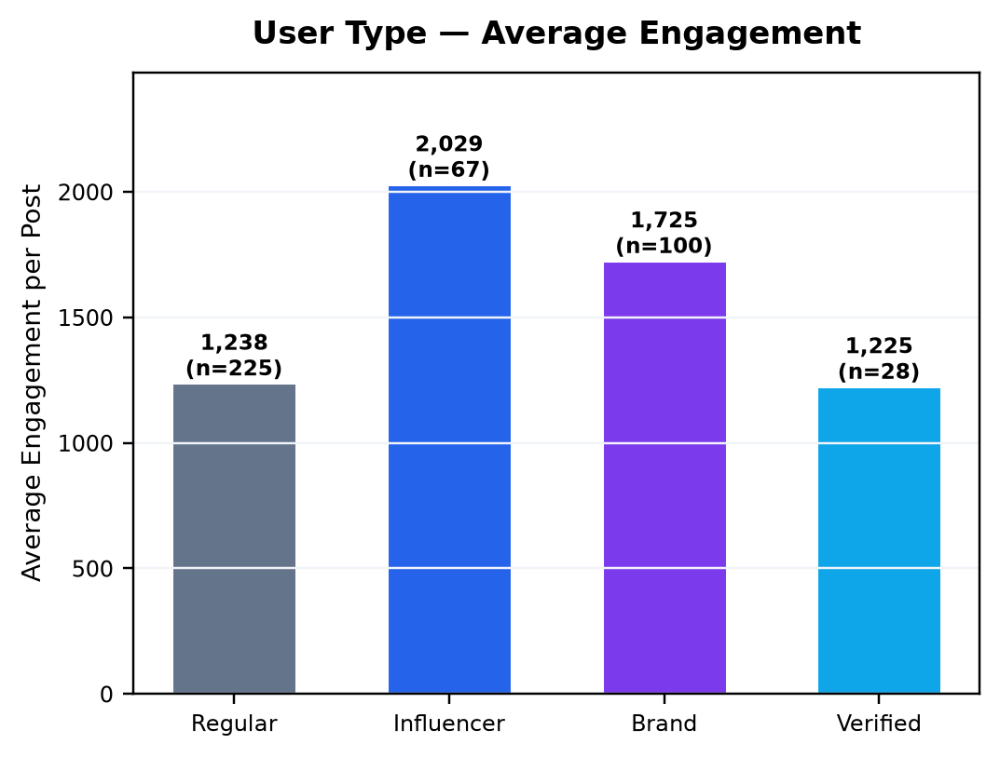 User Type — Average Engagement
Average Engagement per Post
2000
1500
1000
500
0
1,238
(n=225)
2,029
(n=67)
1,725
(n=100)
1,225
(n=28)
Regular
Influencer
Brand
Verified